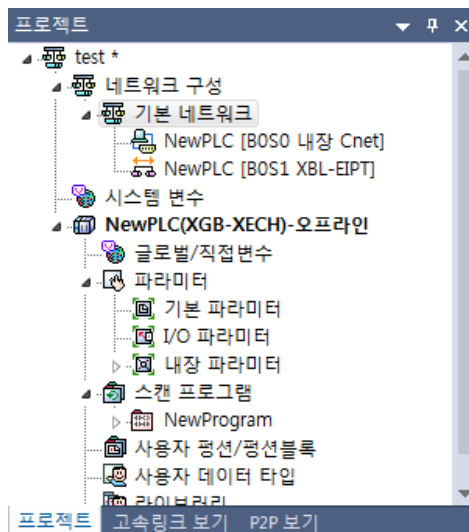 프로젝트
test *
네트워크 구성
기본 네트워크
NewPLC [B0S0 내장 Cnet]
NewPLC [B0S1 XBL-EIPT]
시스템 변수
NewPLC(XGB-XECH)-오프라인
글로벌/직접변수
파라미터
기본 파라미터
I/O 파라미터
내장 파라미터
스캔 프로그램
NewProgram
사용자 펑션/펑션블록
사용자 데이터 타입
라이브러리
프로젝트 고속링크 보기 P2P 보기